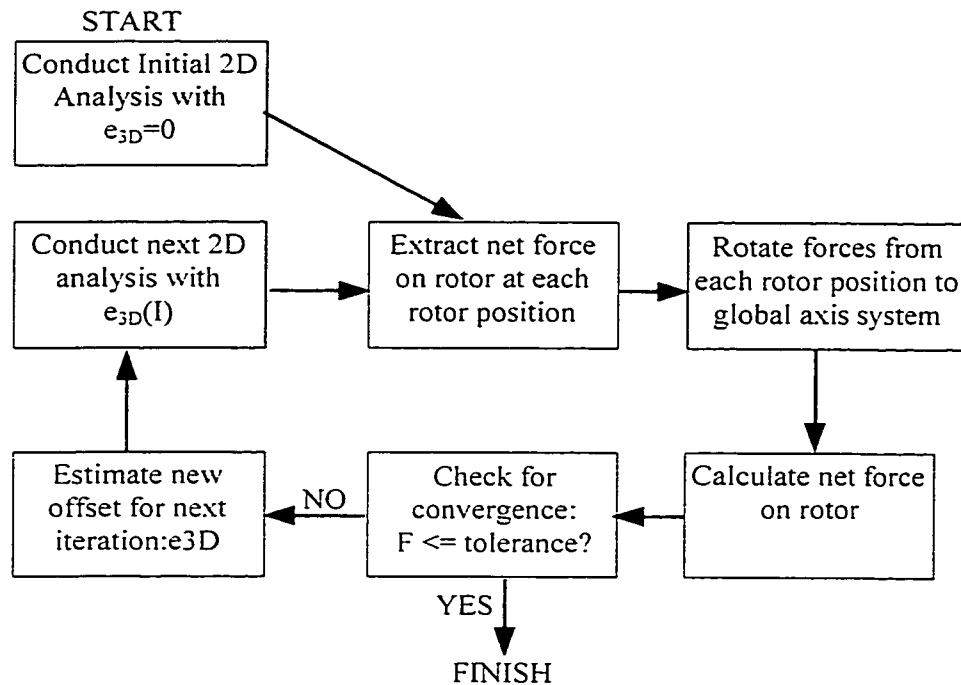 START
Conduct Initial 2D
Analysis with
e3D=0
Conduct next 2D
analysis with
e3D(I)
Extract net force
on rotor at each
rotor position
Rotate forces from
each rotor position to
global axis system
Estimate new
offset for next
iteration:e3D
NO
Check for
convergence:
F <= tolerance?
Calculate net force
on rotor
YES
FINISH